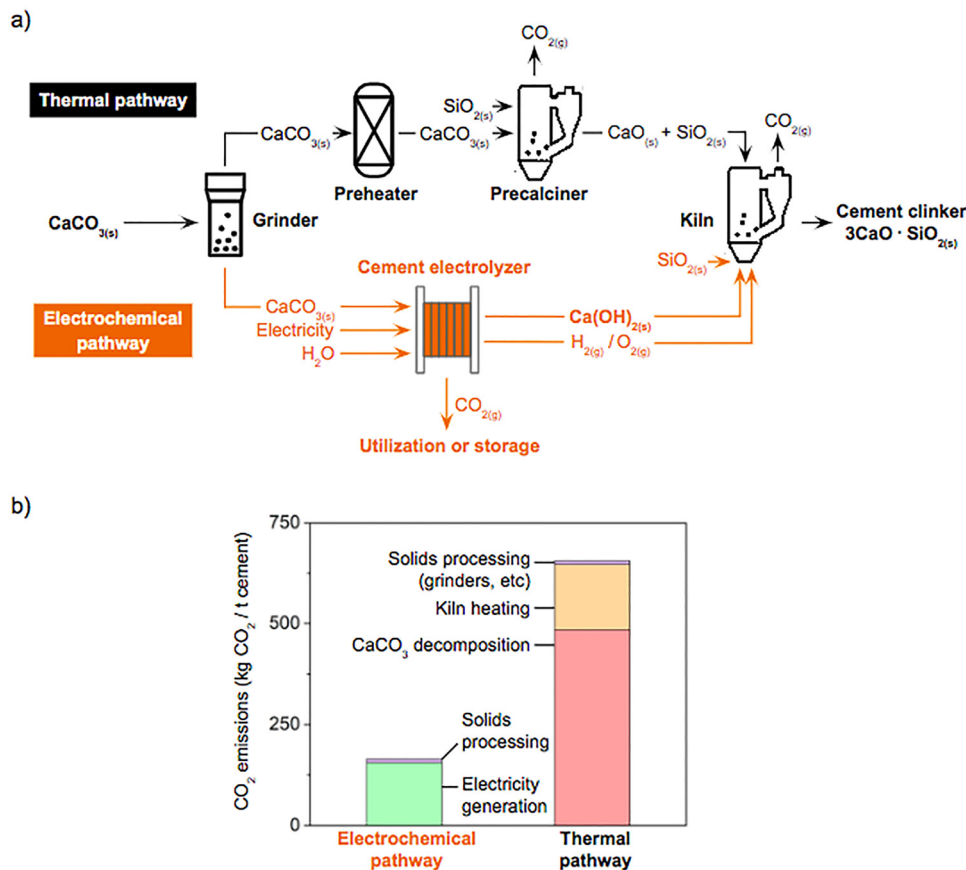 a)
CO2(g)
Thermal pathway
SiO2(s)
CaCO3(s)
CaCO3(s)
CaO(s) + SiO2(s)
CO2(g)
Preheater
Precalciner
CaCO3(s)
Grinder
Kiln
Cement clinker
3CaO · SiO2(s)
Cement electrolyzer
SiO2(s)
Electrochemical
pathway
CaCO3(s)
Electricity
H2O
Ca(OH)2(s)
H2(g) / O2(g)
CO2(g)
Utilization or storage
b)
CO2 emissions (kg CO2 / t cement)
750
500
250
0
Solids processing
(grinders, etc)
Kiln heating
CaCO3 decomposition
Solids
processing
Electricity
generation
Electrochemical
pathway
Thermal
pathway